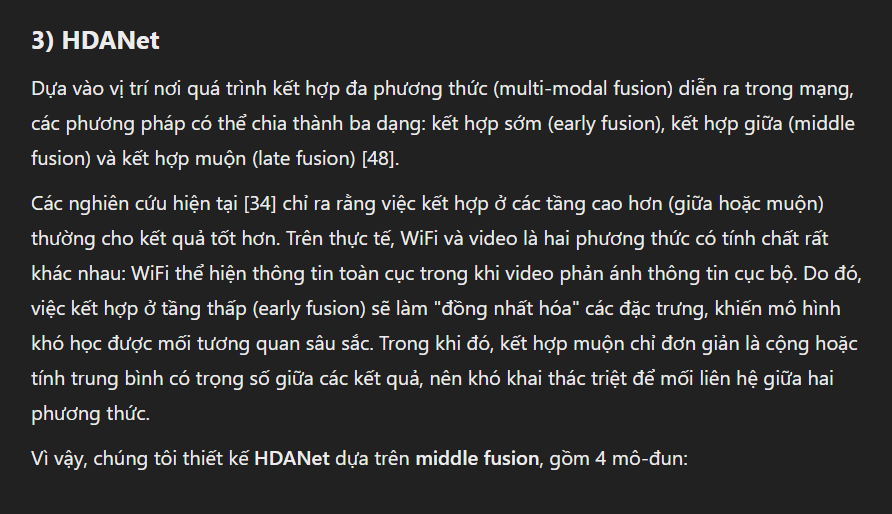 3) HDANet
Dựa vào vị trí nơi quá trình kết hợp đa phương thức (multi-modal fusion) diễn ra trong mạng,
các phương pháp có thể chia thành ba dạng: kết hợp sớm (early fusion), kết hợp giữa (middle
fusion) và kết hợp muộn (late fusion) [48].
Các nghiên cứu hiện tại [34] chỉ ra rằng việc kết hợp ở các tầng cao hơn (giữa hoặc muộn)
thường cho kết quả tốt hơn. Trên thực tế, WiFi và video là hai phương thức có tính chất rất
khác nhau: WiFi thể hiện thông tin toàn cục trong khi video phản ánh thông tin cục bộ. Do đó,
việc kết hợp ở tầng thấp (early fusion) sẽ làm "đồng nhất hóa" các đặc trưng, khiến mô hình
khó học được mối tương quan sâu sắc. Trong khi đó, kết hợp muộn chỉ đơn giản là cộng hoặc
tính trung bình có trọng số giữa các kết quả, nên khó khai thác triệt để mối liên hệ giữa hai
phương thức.
Vì vậy, chúng tôi thiết kế HDANet dựa trên middle fusion, gồm 4 mô-đun: